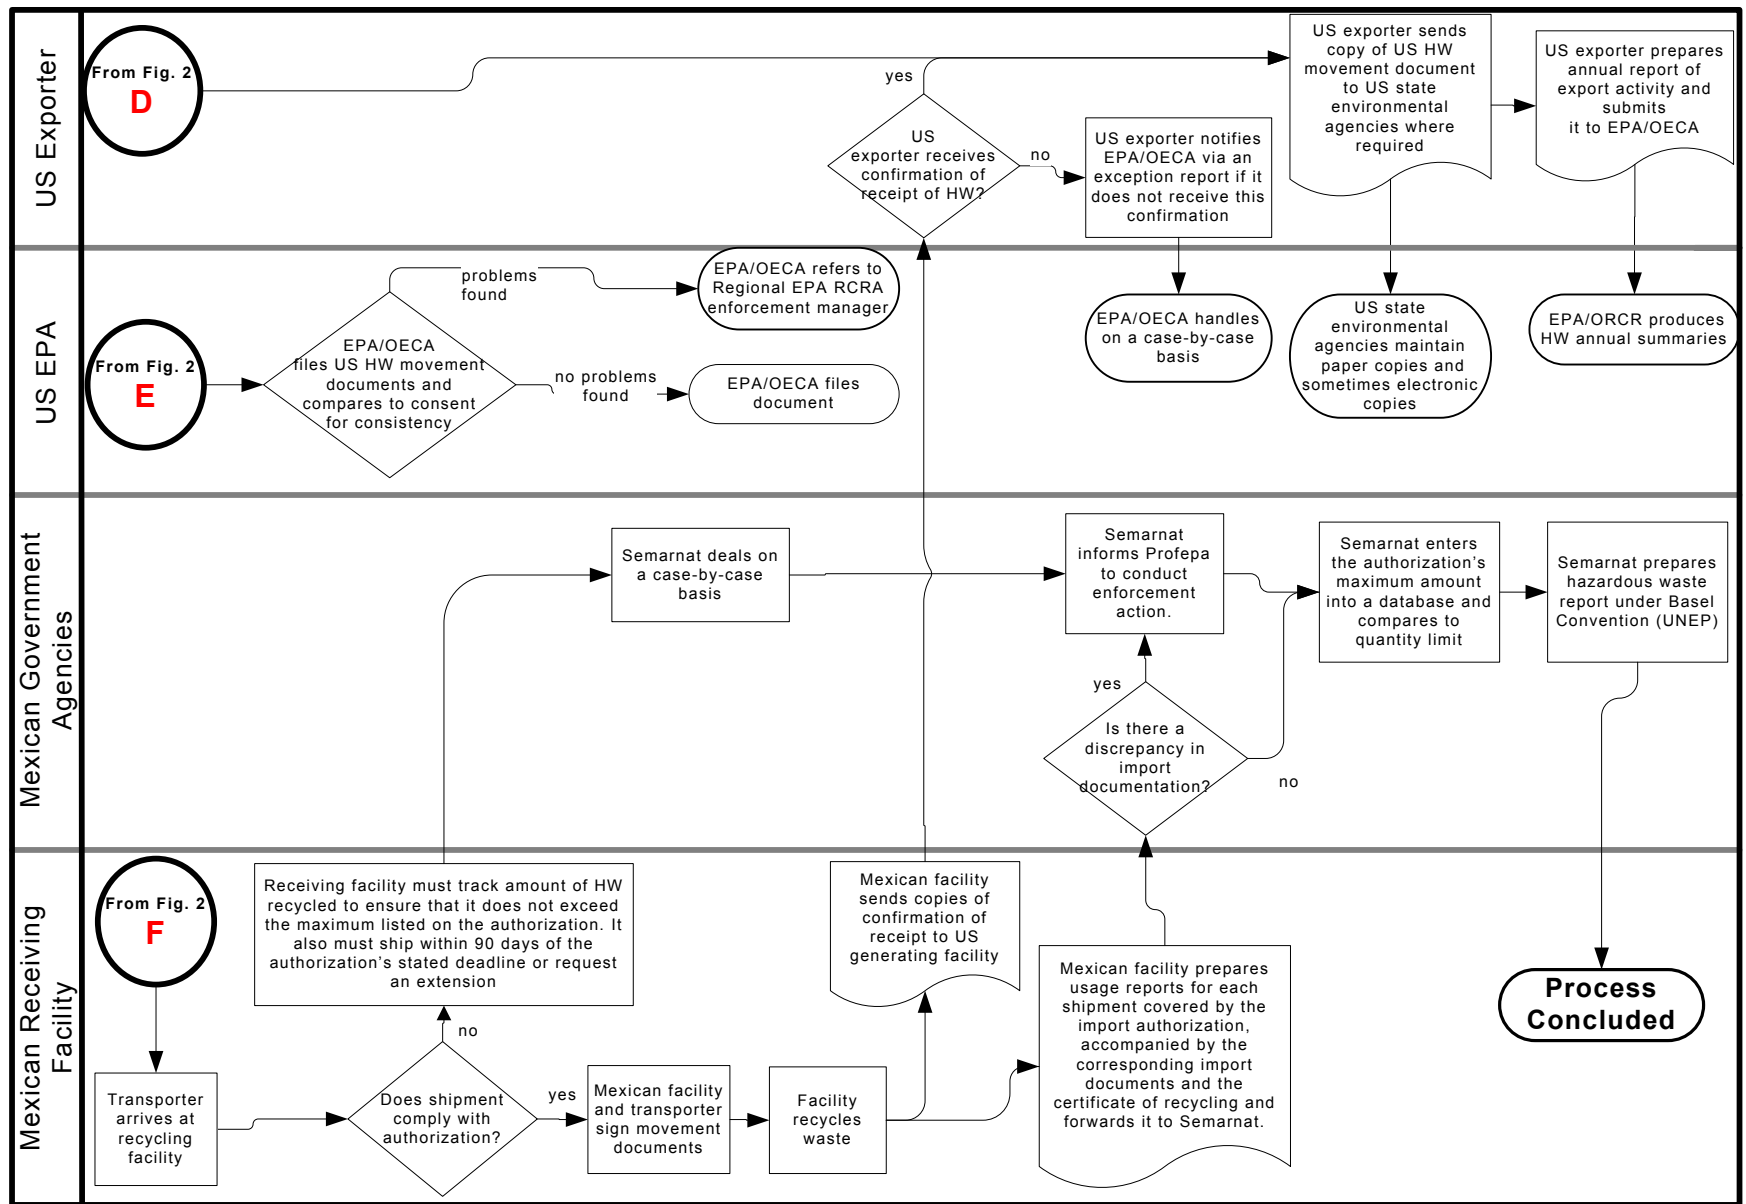 US Exporter
From Fig. 2
D
yes
US
exporter receives
confirmation of
receipt of HW?
no
US exporter notifies
EPA/OECA via an
exception report if it
does not receive this
confirmation
US exporter sends
copy of US HW
movement document
to US state
environmental
agencies where
required
US exporter prepares
annual report of
export activity and
submits
it to EPA/OECA
US EPA
From Fig. 2
E
EPA/OECA
files US HW movement
documents and
compares to consent
for consistency
problems
found
EPA/OECA refers to
Regional EPA RCRA
enforcement manager
no problems
found
EPA/OECA files
document
EPA/OECA handles
on a case-by-case
basis
US state
environmental
agencies maintain
paper copies and
sometimes electronic
copies
EPA/ORCR produces
HW annual summaries
Mexican Government
Agencies
Semarnat deals on
a case-by-case
basis
Semarnat
informs Profepa
to conduct
enforcement
action.
yes
Is there a
discrepancy in
import
documentation?
no
Semarnat enters
the authorization's
maximum amount
into a database and
compares to
quantity limit
Semarnat prepares
hazardous waste
report under Basel
Convention (UNEP)
Mexican Receiving
Facility
From Fig. 2
F
Transporter
arrives at
recycling
facility
Receiving facility must track amount of HW
recycled to ensure that it does not exceed
the maximum listed on the authorization. It
also must ship within 90 days of the
authorization's stated deadline or request
an extension
no
Does shipment
comply with
authorization?
yes
Mexican facility
and transporter
sign movement
documents
Facility
recycles
waste
Mexican facility
sends copies of
confirmation of
receipt to US
generating facility
Mexican facility prepares
usage reports for each
shipment covered by the
import authorization,
accompanied by the
corresponding import
documents and the
certificate of recycling and
forwards it to Semarnat.
Process
Concluded